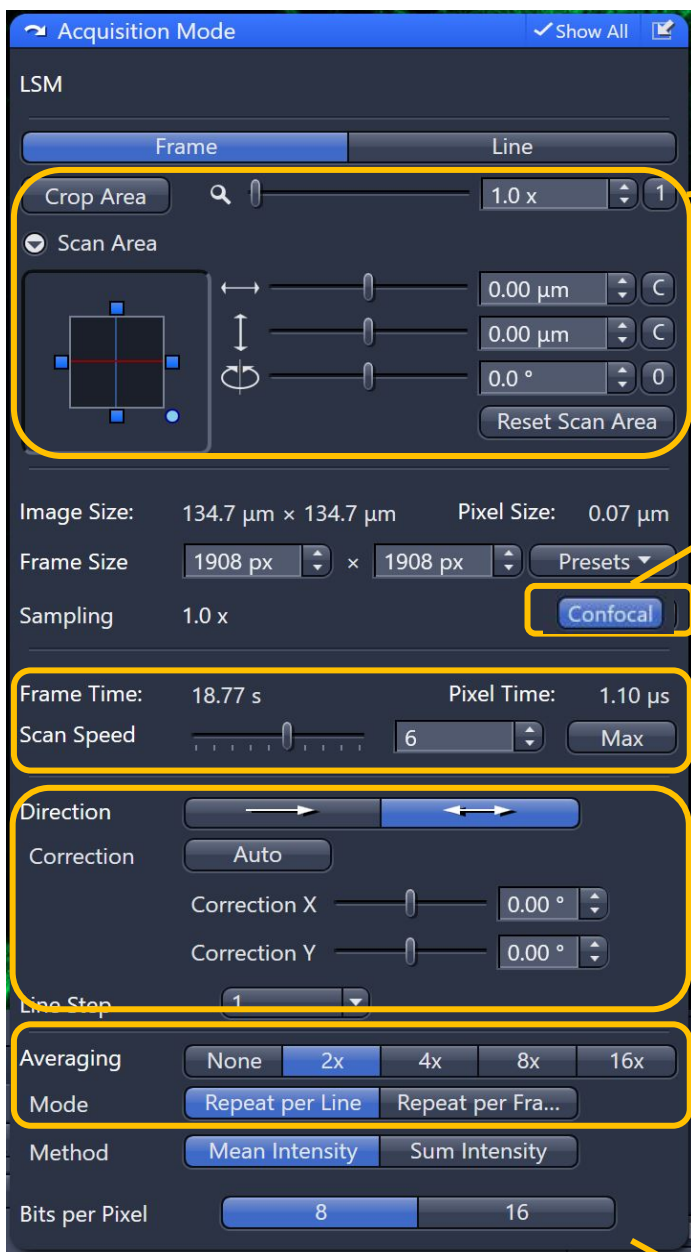 Acquisition Mode Show All
LSM
Frame Line
Crop Area 1.0 x 1
Scan Area
0.00 µm C
0.00 µm C
0.0 ° 0
Reset Scan Area
Image Size: 134.7 µm × 134.7 µm Pixel Size: 0.07 µm
Frame Size 1908 px × 1908 px Presets
Sampling 1.0 x Confocal
Frame Time: 18.77 s Pixel Time: 1.10 µs
Scan Speed 6 Max
Direction
Correction Auto
Correction X 0.00 °
Correction Y 0.00 °
Line Step 1
Averaging None 2x 4x 8x 16x
Mode Repeat per Line Repeat per Fra...
Method Mean Intensity Sum Intensity
Bits per Pixel 8 16